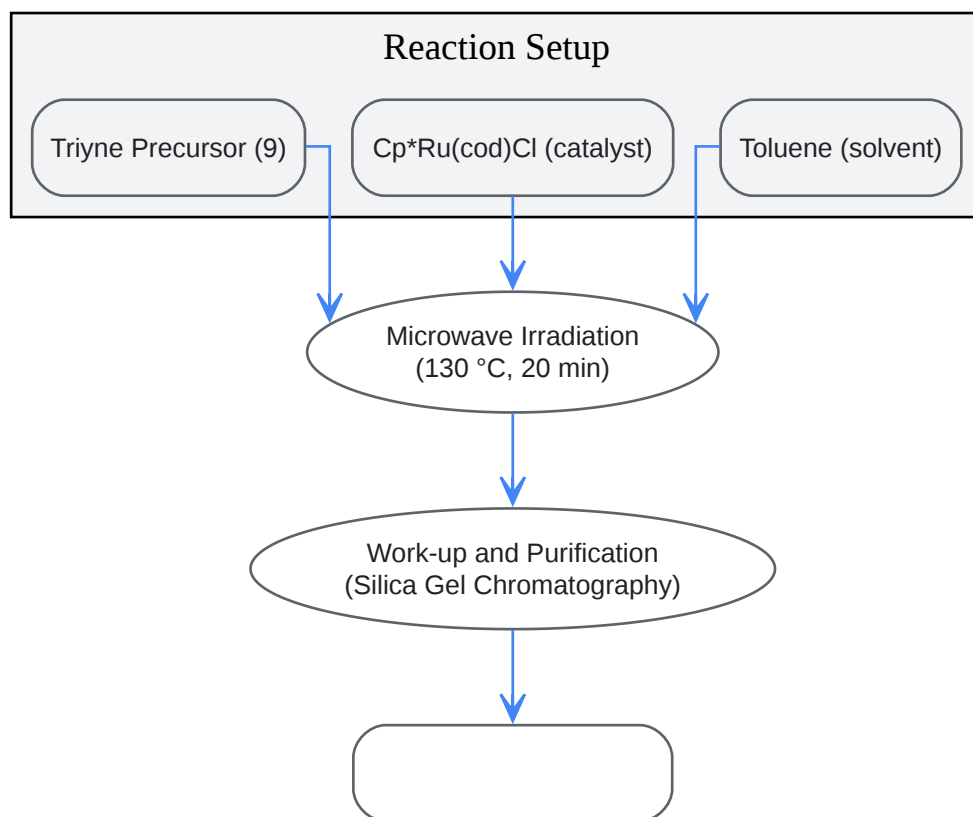 Reaction Setup
Triyne Precursor (9)
Cp*Ru(cod)Cl (catalyst)
Toluene (solvent)
Microwave Irradiation
(130 °C, 20 min)
Work-up and Purification
(Silica Gel Chromatography)